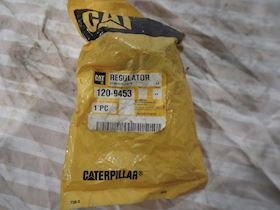 CAT
CAT
REGULATOR
120-9453
1 PC
CATERPILLAR®